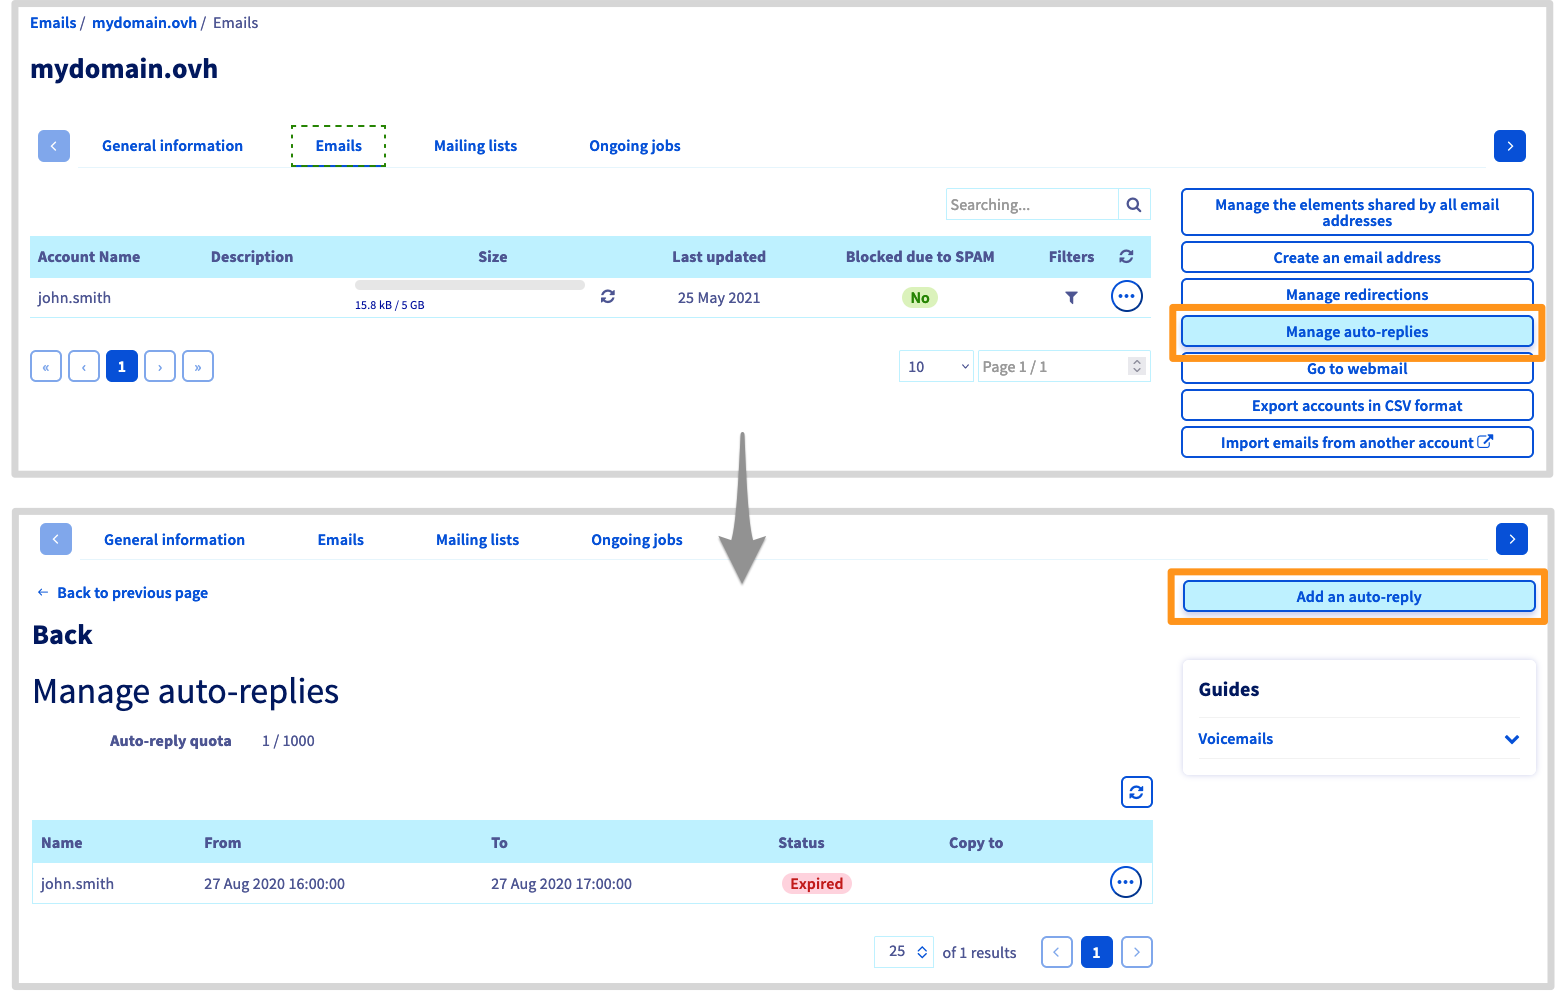 Emails / mydomain.ovh / Emails
mydomain.ovh
General information Emails Mailing lists Ongoing jobs
Searching...
Account Name Description Size Last updated Blocked due to SPAM Filters
john.smith 15.8 kB / 5 GB 25 May 2021 No
« ‹ 1 › »
10 Page 1 / 1
Manage the elements shared by all email
addresses
Create an email address
Manage redirections
Manage auto-replies
Go to webmail
Export accounts in CSV format
Import emails from another account
General information Emails Mailing lists Ongoing jobs
← Back to previous page
Back
Manage auto-replies
Auto-reply quota 1 / 1000
Name From To Status Copy to
john.smith 27 Aug 2020 16:00:00 27 Aug 2020 17:00:00 Expired
25 of 1 results 1
Add an auto-reply
Guides
Voicemails